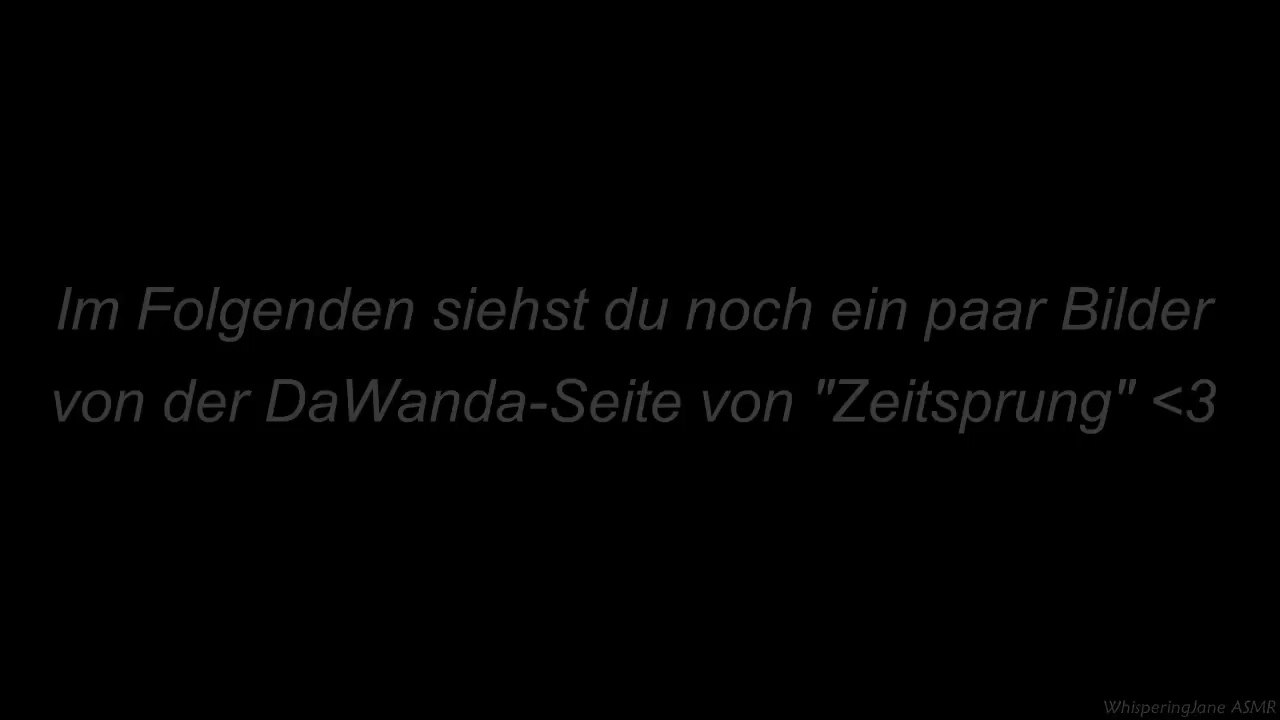 Im Folgenden siehst du noch ein paar Bilder
von der DaWanda-Seite von "Zeitsprung" <3
WhisperingJane ASMR